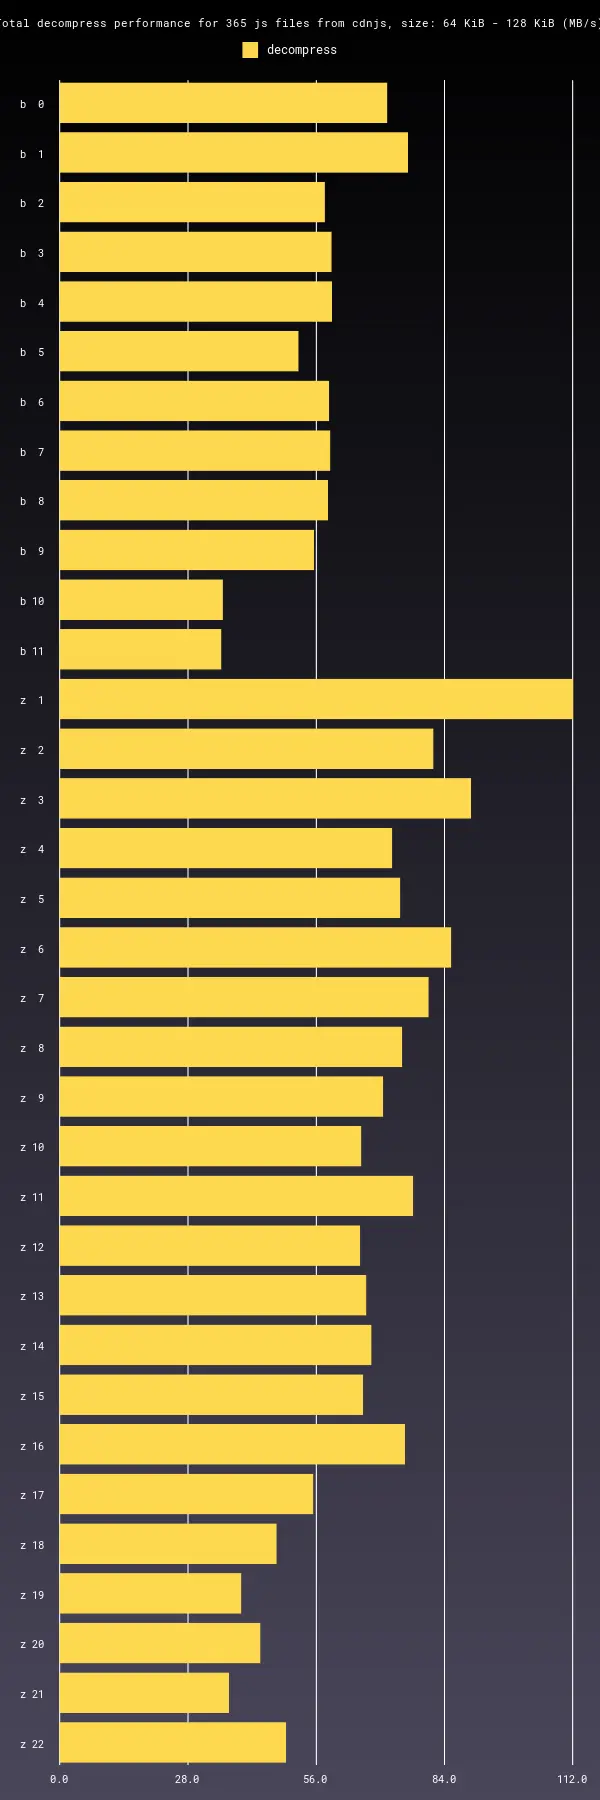 otal decompress performance for 365 js files from cdnjs, size: 64 KiB - 128 KiB (MB/s)
decompress
b 0
b 1
b 2
b 3
b 4
b 5
b 6
b 7
b 8
b 9
b 10
b 11
z 1
z 2
z 3
z 4
z 5
z 6
z 7
z 8
z 9
z 10
z 11
z 12
z 13
z 14
z 15
z 16
z 17
z 18
z 19
z 20
z 21
z 22
0.0 28.0 56.0 84.0 112.0